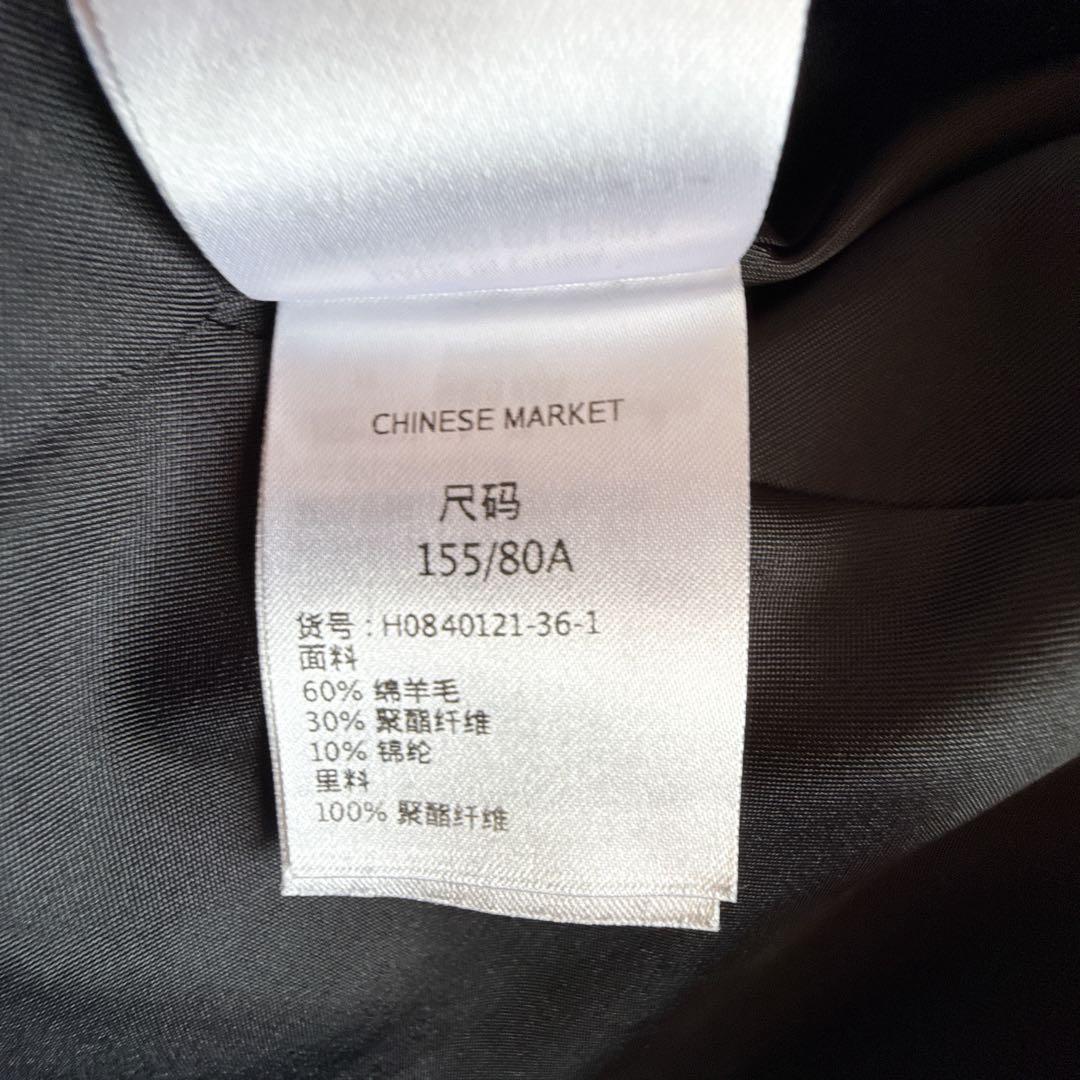 CHINESE MARKET
尺码
155/80A
货号 : H0840121-36-1
面料
60% 绵羊毛
30% 聚酯纤维
10% 锦纶
里料
100% 聚酯纤维